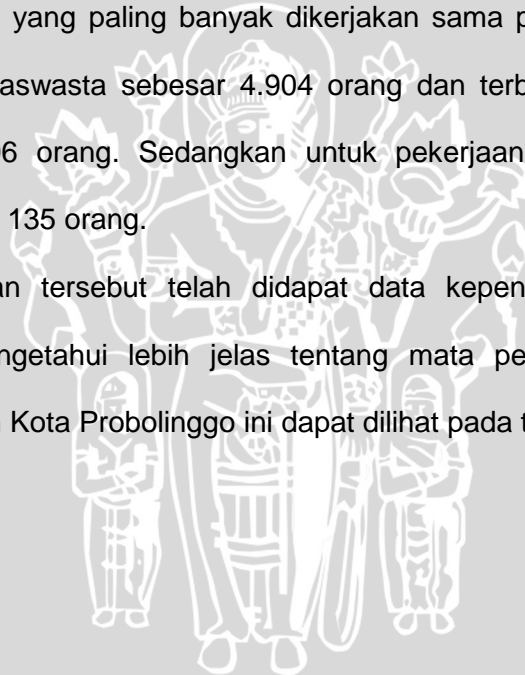 yang paling banyak dikerjakan sama p
aswasta sebesar 4.904 orang dan terb
6 orang. Sedangkan untuk pekerjaan
135 orang.
an tersebut telah didapat data kepen
ngetahui lebih jelas tentang mata pe
Kota Probolinggo ini dapat dilihat pada t